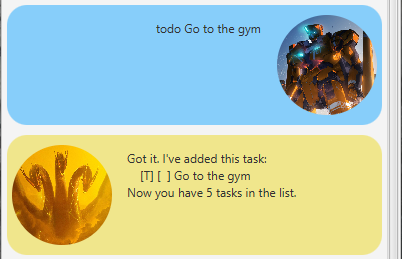 todo Go to the gym
Got it. I've added this task:
[T] [  ] Go to the gym
Now you have 5 tasks in the list.